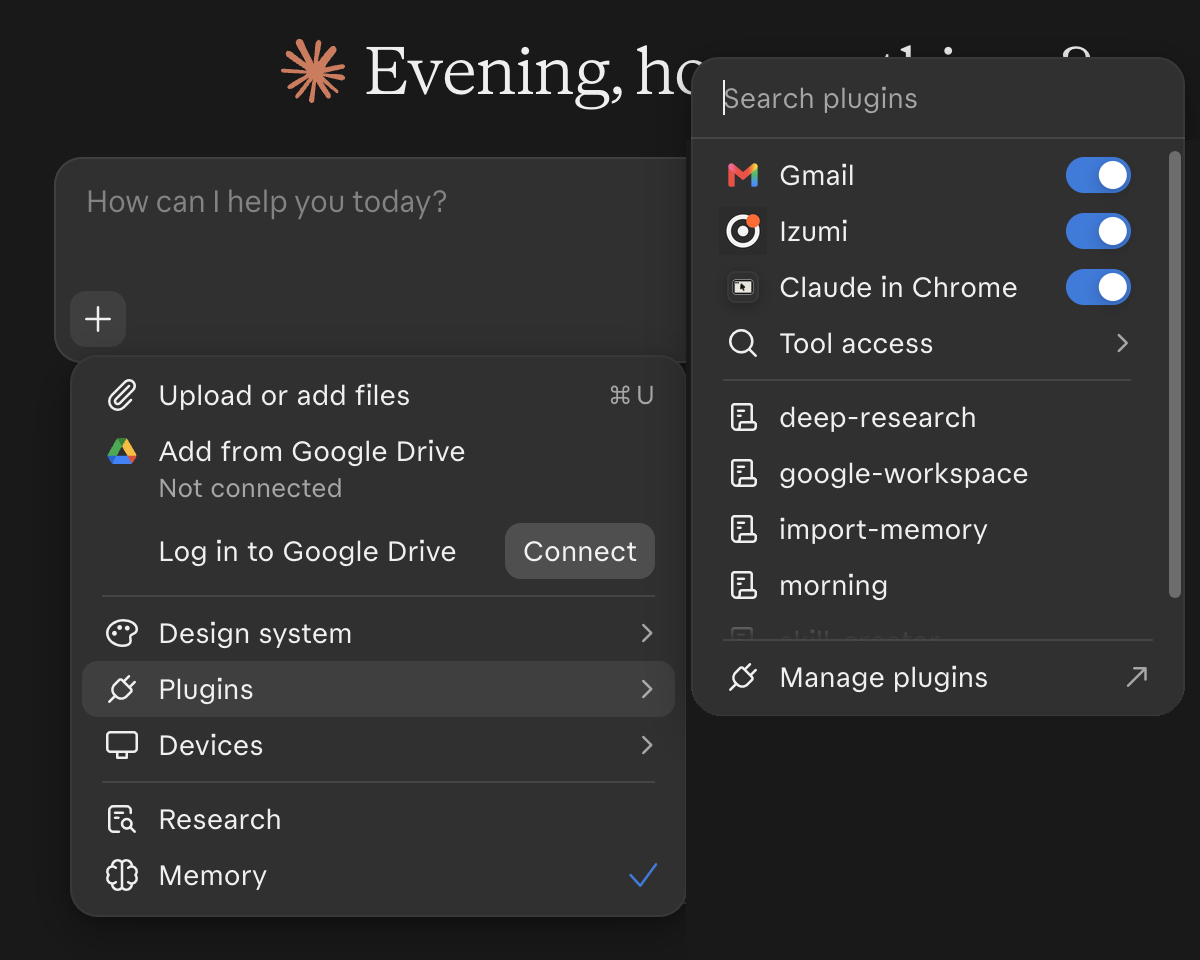 Evening,
How can I help you today?
Upload or add files ⌘ U
Add from Google Drive
Not connected
Log in to Google Drive Connect
Design system
Plugins
Devices
Research
Memory
Search plugins
Gmail
Izumi
Claude in Chrome
Tool access
deep-research
google-workspace
import-memory
morning
skill-creator
Manage plugins